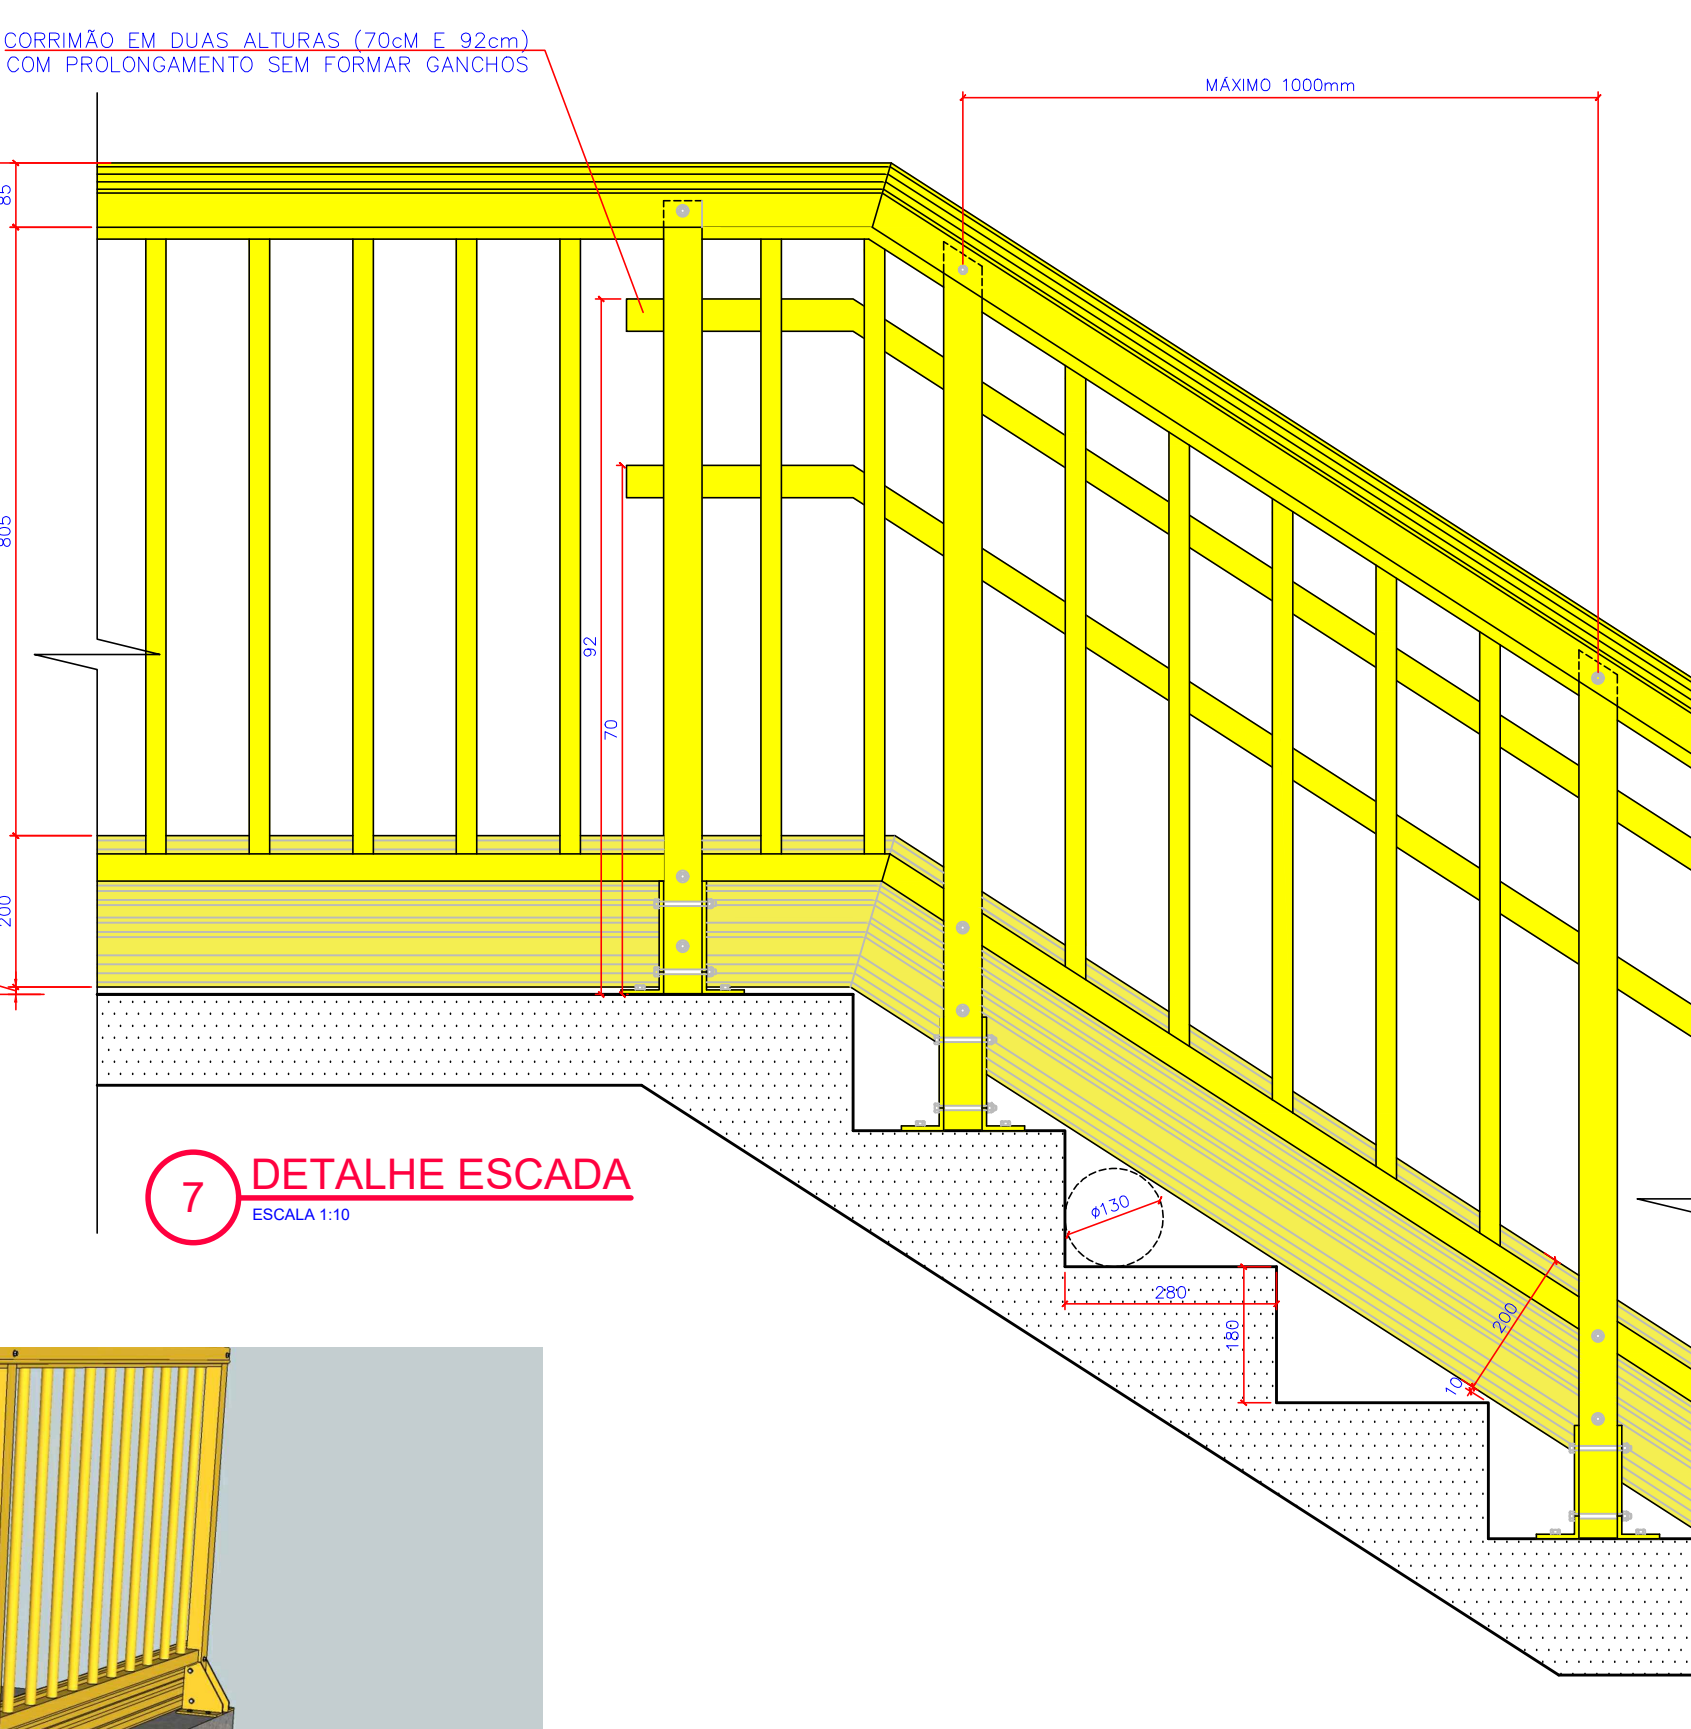 CORRIMÃO EM DUAS ALTURAS (70cM E 92cm)
COM PROLONGAMENTO SEM FORMAR GANCHOS
MÁXIMO 1000mm
85
805
92
70
200
7
DETALHE ESCADA
ESCALA 1:10
ø130
280
180
200
10